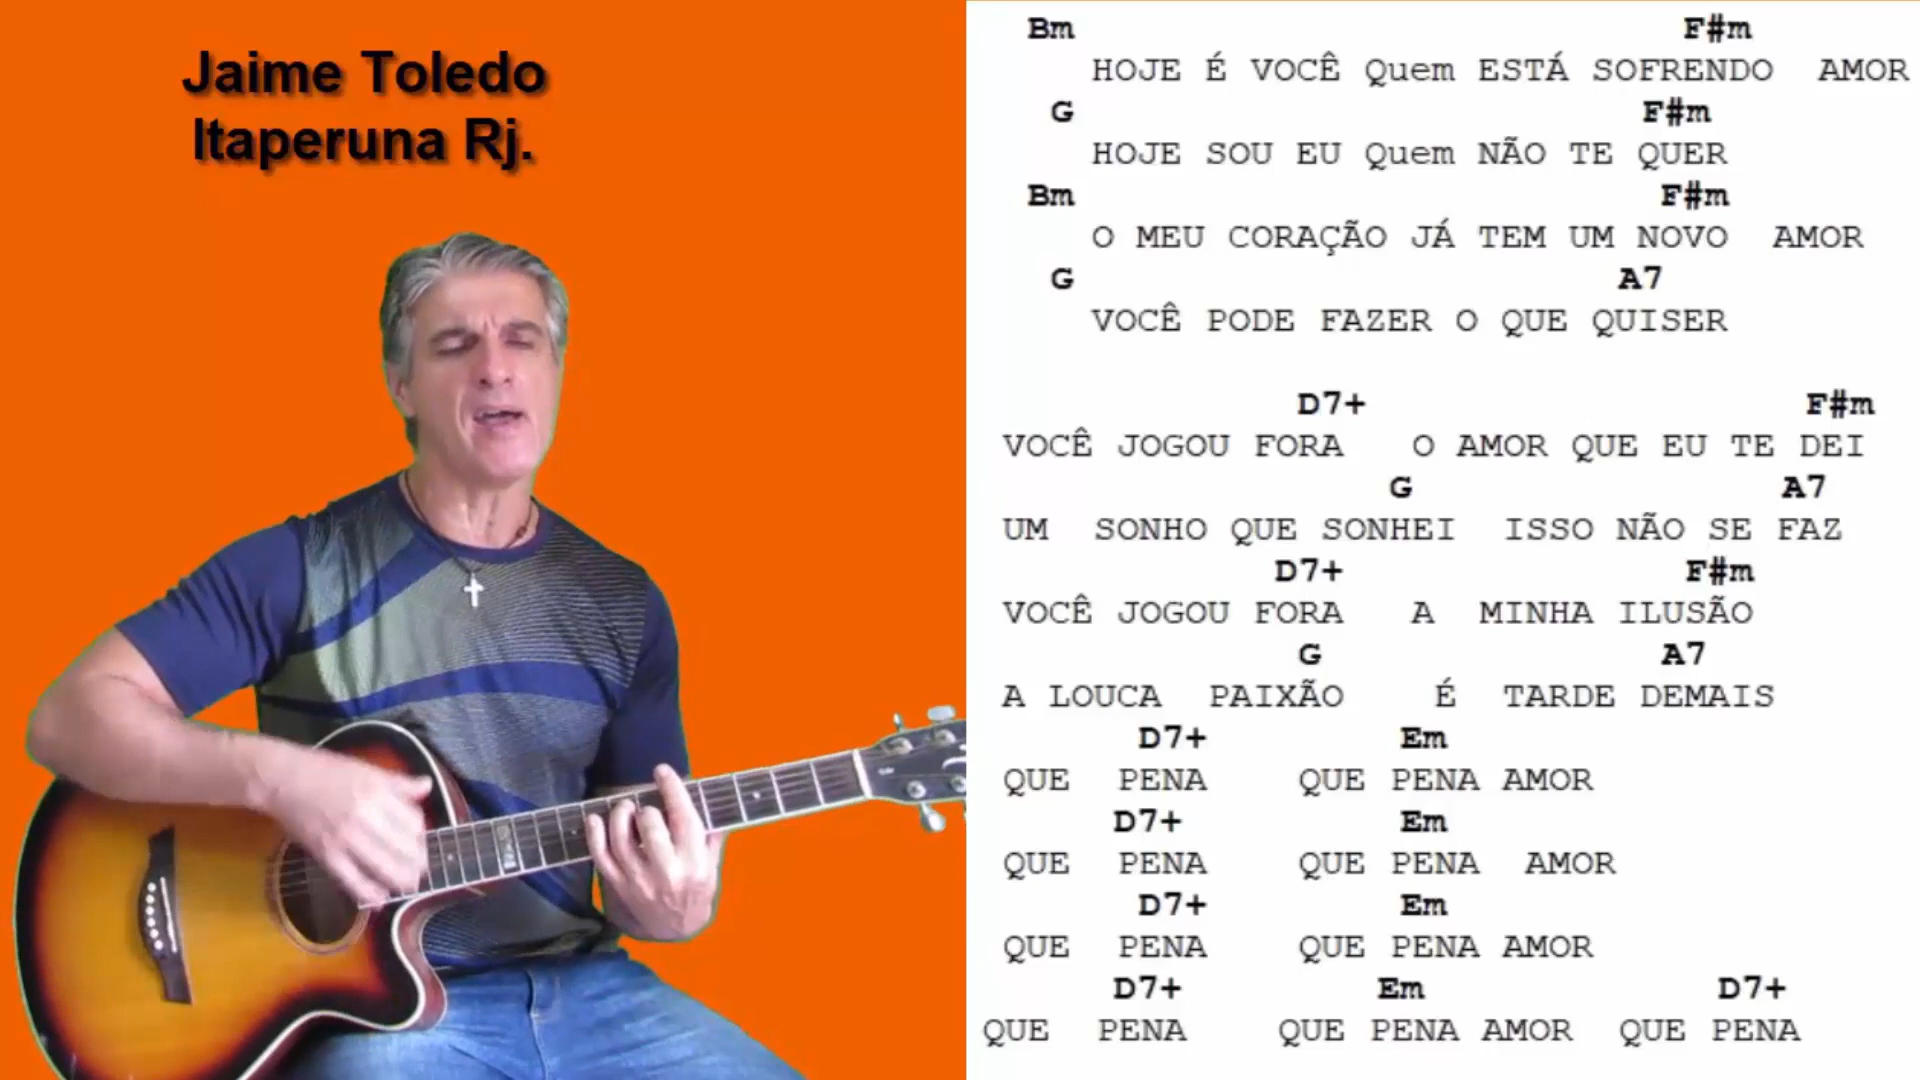 Jaime Toledo
Itaperuna Rj.
Bm F#m
HOJE É VOCÊ Quem ESTÁ SOFRENDO AMOR
G F#m
HOJE SOU EU Quem NÃO TE QUER
Bm F#m
O MEU CORAÇÃO JÁ TEM UM NOVO AMOR
G A7
VOCÊ PODE FAZER O QUE QUISER
D7+ F#m
VOCÊ JOGOU FORA O AMOR QUE EU TE DEI
G A7
UM SONHO QUE SONHEI ISSO NÃO SE FAZ
D7+ F#m
VOCÊ JOGOU FORA A MINHA ILUSÃO
G A7
A LOUCA PAIXÃO É TARDE DEMAIS
D7+ Em
QUE PENA QUE PENA AMOR
D7+ Em
QUE PENA QUE PENA AMOR
D7+ Em
QUE PENA QUE PENA AMOR
D7+ Em D7+
QUE PENA QUE PENA AMOR QUE PENA